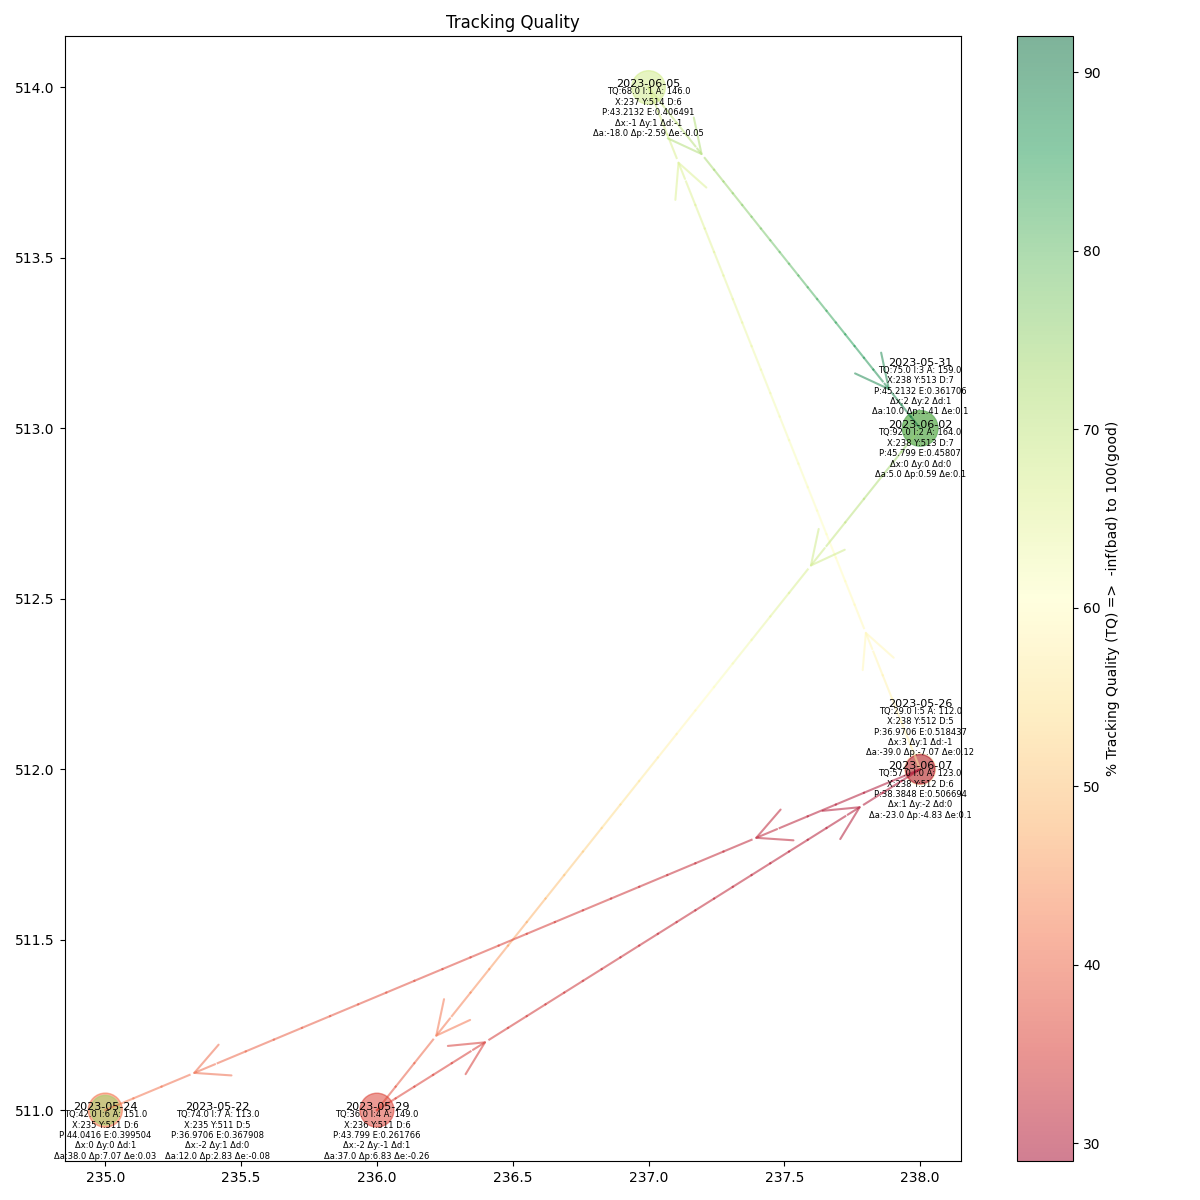 Tracking Quality
514.0
513.5
513.0
512.5
512.0
511.5
511.0
2023-06-05
TQ:68.0 I:1 A: 146.0
X:237 Y:514 D:6
P:43.2132 E:0.406491
Δx:-1 Δy:1 Δd:-1
Δa:-18.0 Δp:-2.59 Δe:-0.05
2023-05-31
TQ:75.0 I:3 A: 159.0
X:238 Y:513 D:7
P:45.2132 E:0.361706
Δx:2 Δy:2 Δd:1
Δa:10.0 Δp:1.41 Δe:0.1
2023-06-02
TQ:92.0 I:2 A: 164.0
X:238 Y:513 D:7
P:45.799 E:0.45807
Δx:0 Δy:0 Δd:0
Δa:5.0 Δp:0.59 Δe:0.1
2023-05-26
TQ:29.0 I:5 A: 112.0
X:238 Y:512 D:5
P:36.9706 E:0.518437
Δx:3 Δy:1 Δd:-1
Δa:-39.0 Δp:-7.07 Δe:0.12
2023-06-07
TQ:57.0 I:0 A: 123.0
X:238 Y:512 D:6
P:38.3848 E:0.506694
Δx:1 Δy:-2 Δd:0
Δa:-23.0 Δp:-4.83 Δe:0.1
2023-05-24
TQ:42.0 I:6 A: 151.0
X:235 Y:511 D:6
P:44.0416 E:0.399504
Δx:0 Δy:0 Δd:1
Δa:38.0 Δp:7.07 Δe:0.03
2023-05-22
TQ:74.0 I:7 A: 113.0
X:235 Y:511 D:5
P:36.9706 E:0.367908
Δx:-2 Δy:1 Δd:0
Δa:12.0 Δp:2.83 Δe:-0.08
2023-05-29
TQ:36.0 I:4 A: 149.0
X:236 Y:511 D:6
P:43.799 E:0.261766
Δx:-2 Δy:-1 Δd:1
Δa:37.0 Δp:6.83 Δe:-0.26
235.0
235.5
236.0
236.5
237.0
237.5
238.0
90
80
70
60
50
40
30
% Tracking Quality (TQ) =>  -inf(bad) to 100(good)